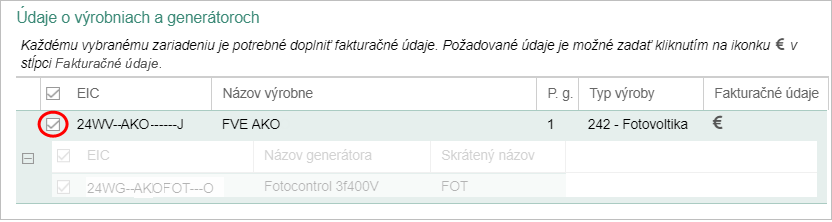 Údaje o výrobniach a generátoroch
Každému vybranému zariadeniu je potrebné doplniť fakturačné údaje. Požadované údaje je možné zadať kliknutím na ikonku € v
stĺpci Fakturačné údaje.
EIC Názov výrobne P. g. Typ výroby Fakturačné údaje
24WV--AKO------J FVE AKO 1 242 - Fotovoltika €
EIC Názov generátora Skrátený názov
24WG--AKOFOT---O Fotocontrol 3f400V FOT